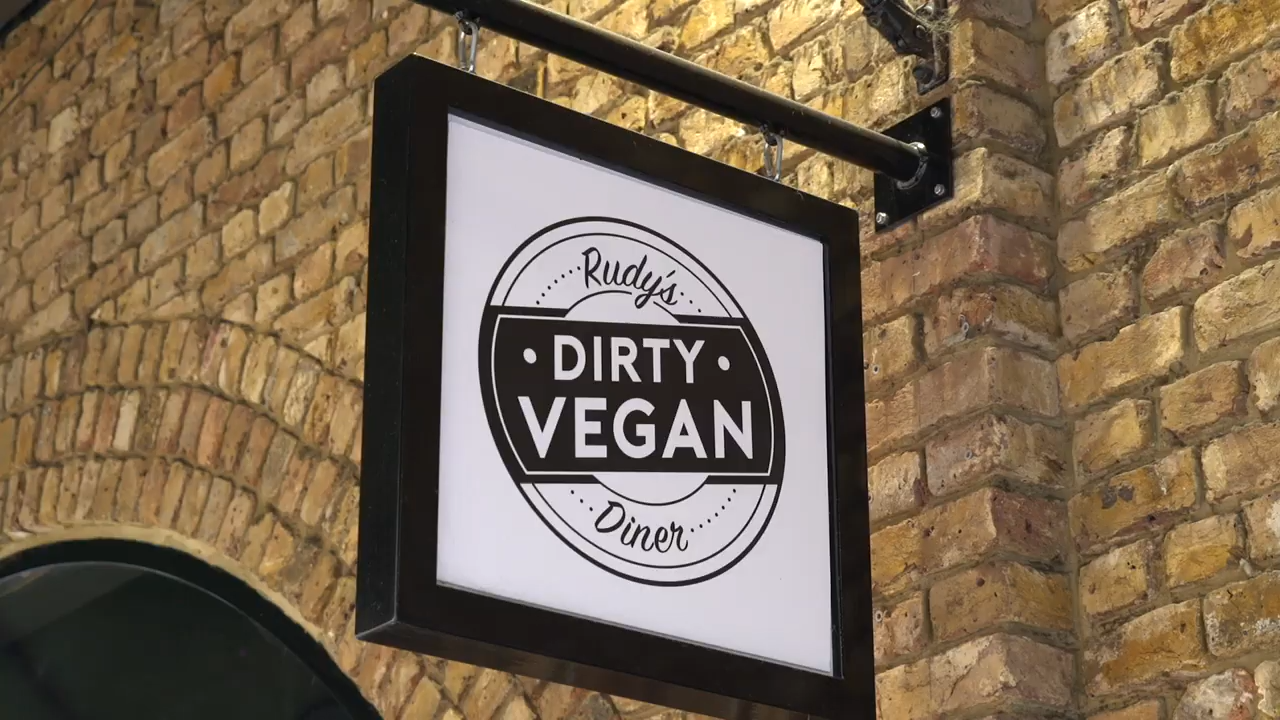 Rudy's
• DIRTY •
VEGAN
Diner